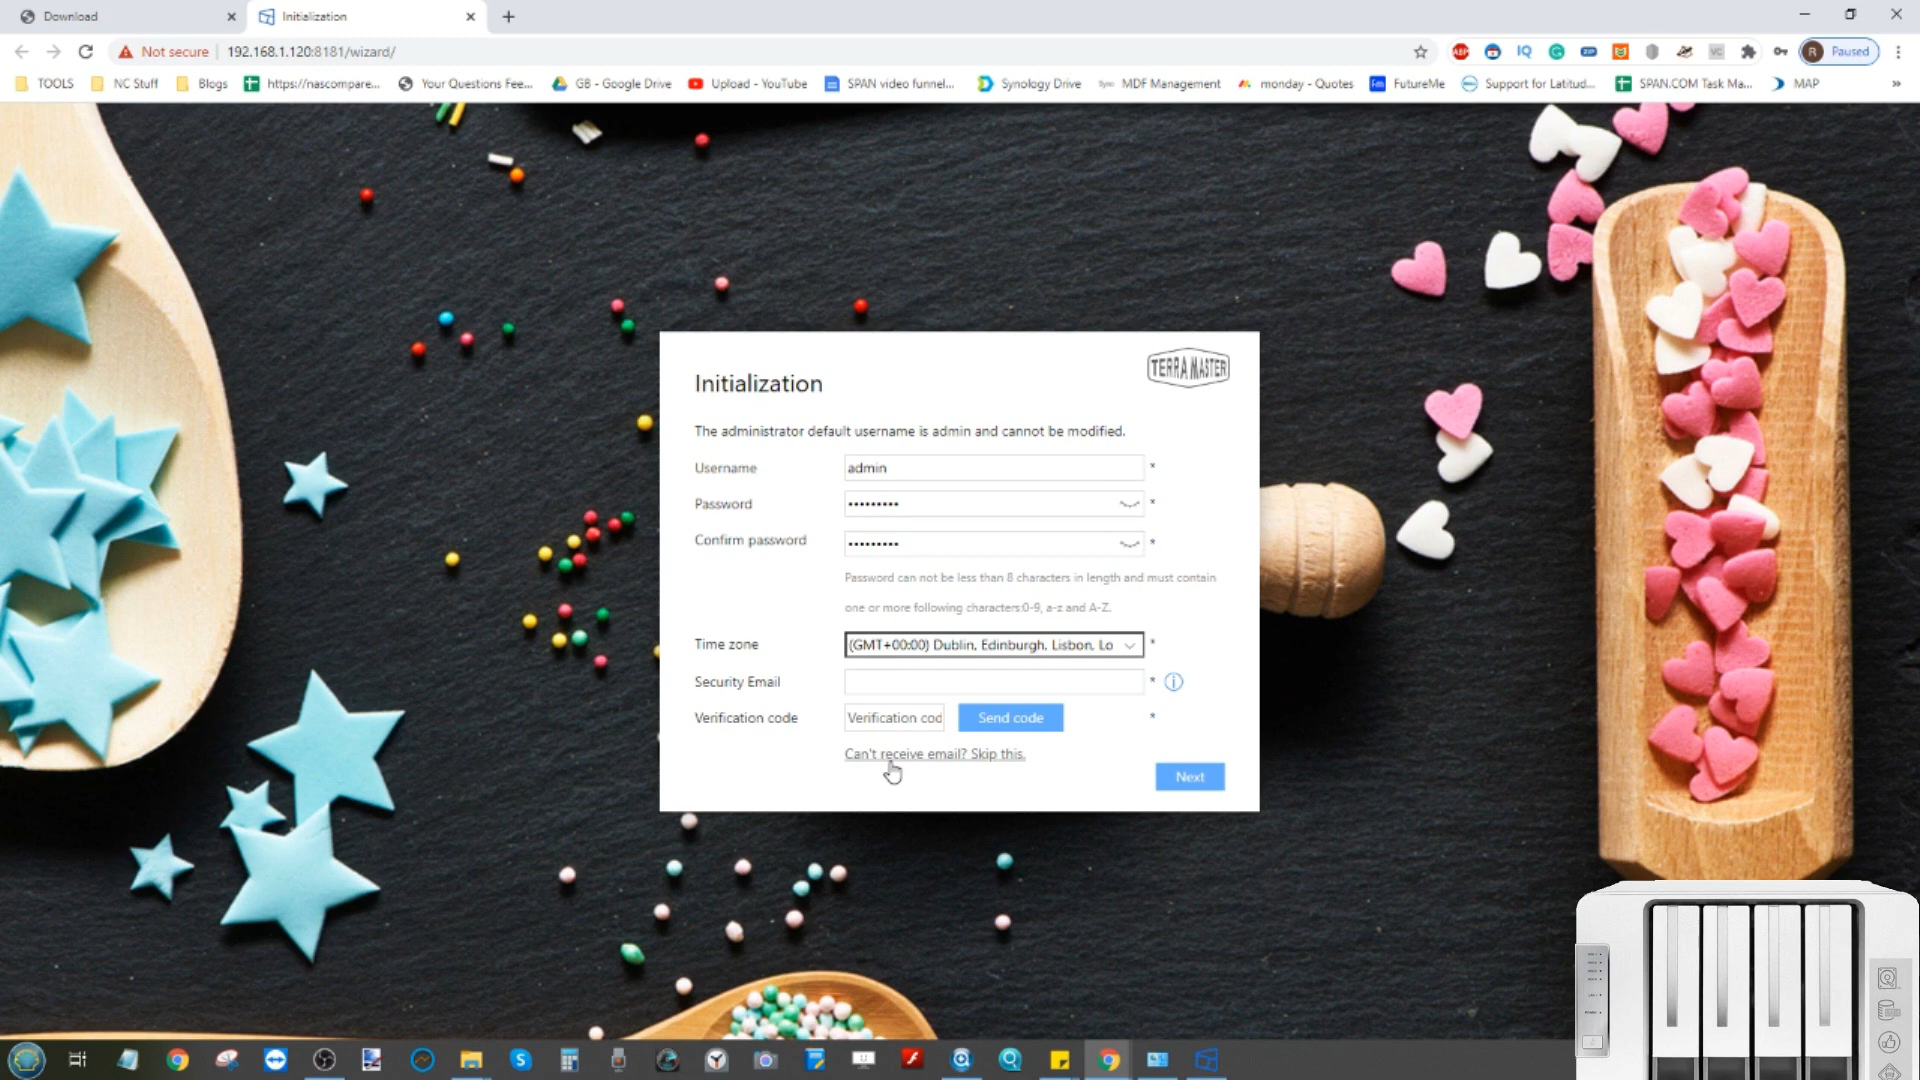 Download
Initialization
Not secure
192.168.1.120:8181/wizard/
ABP
IQ
ZIP
VC
R
Paused
TOOLS
NC Stuff
Blogs
https://nascompare...
Your Questions Fee...
GB - Google Drive
Upload - YouTube
SPAN video funnel...
Synology Drive
MDF Management
monday - Quotes
Fm
FutureMe
Support for Latitud...
SPAN.COM Task Ma...
MAP
»
TERRA MASTER
Initialization
The administrator default username is admin and cannot be modified.
Username
admin
*
Password
•••••••••
*
Confirm password
•••••••••
*
Password can not be less than 8 characters in length and must contain
one or more following characters:0-9, a-z and A-Z.
Time zone
(GMT+00:00) Dublin, Edinburgh, Lisbon, Lo
*
Security Email
*
Verification code
Verification cod
Send code
*
Can't receive email? Skip this.
Next